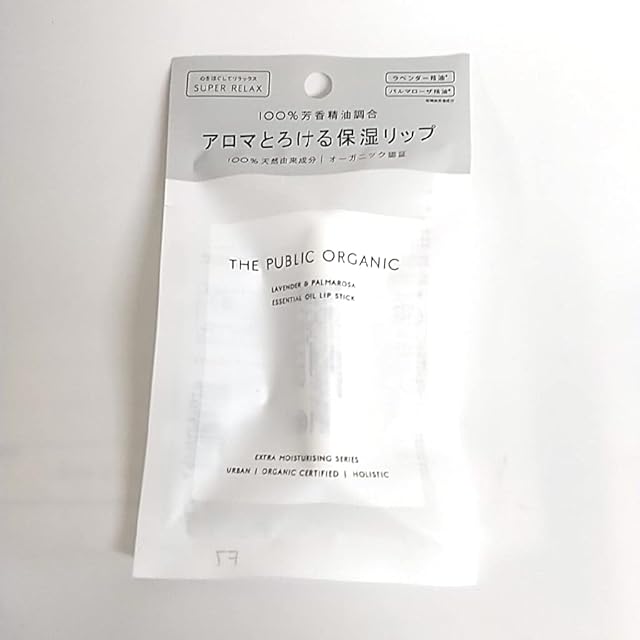 心をほぐしてリラックス
SUPER RELAX
ラベンダー精油*
パルマローザ精油*
100%芳香精油調合
アロマとろける保湿リップ
100%天然由来成分 | オーガニック認証
THE PUBLIC ORGANIC
LAVENDER & PALMAROSA
ESSENTIAL OIL LIP STICK
EXTRA MOISTURISING SERIES
URBAN | ORGANIC CERTIFIED | HOLISTIC